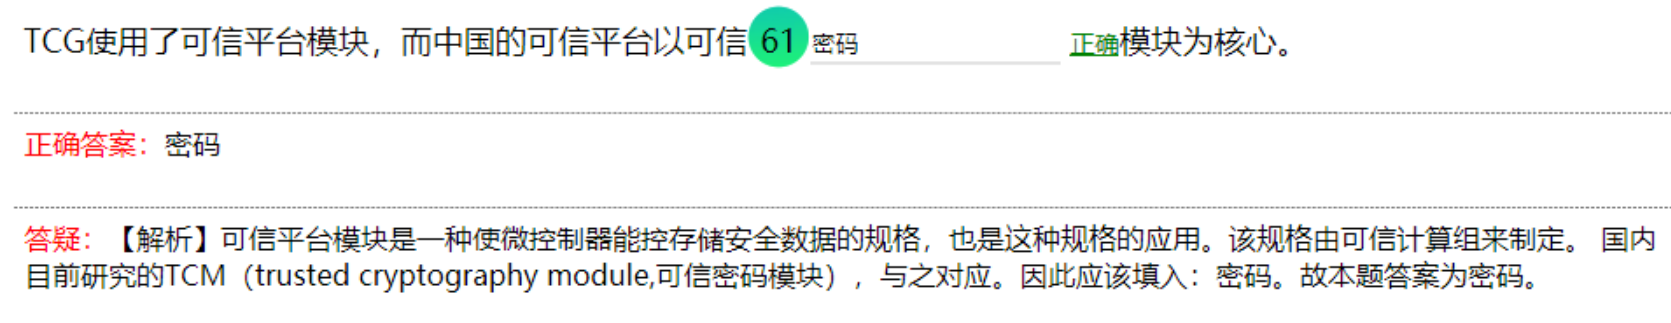 TCG使用了可信平台模块，而中国的可信平台以可信 61 密码 正确模块为核心。
正确答案：密码
答疑：【解析】可信平台模块是一种使微控制器能控存储安全数据的规格，也是这种规格的应用。该规格由可信计算组来制定。 国内
目前研究的TCM（trusted cryptography module,可信密码模块），与之对应。因此应该填入：密码。故本题答案为密码。